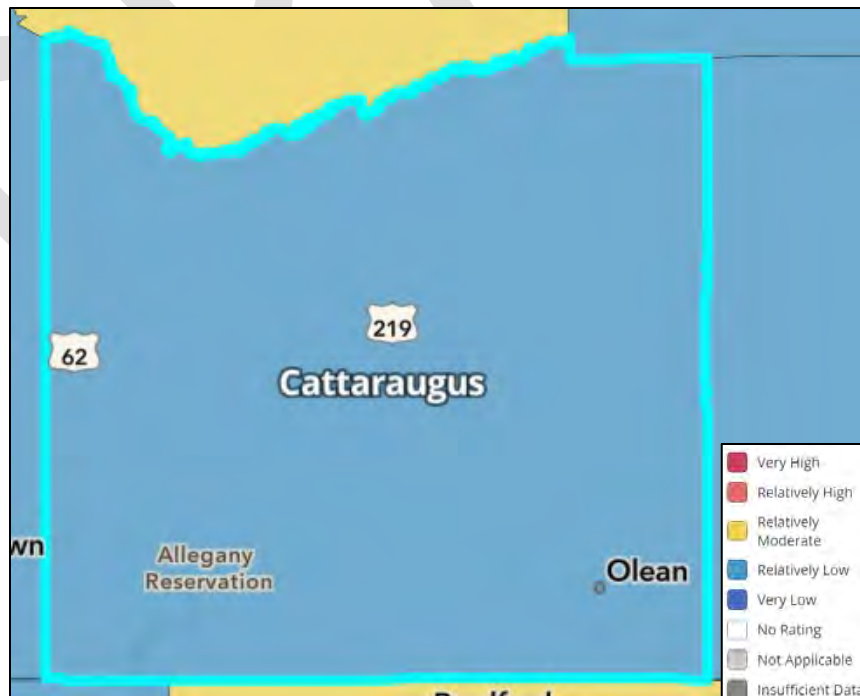 219
62
Cattaraugus
wn
Allegany
Reservation
Olean
Very High
Relatively High
Relatively
Moderate
Relatively Low
Very Low
No Rating
Not Applicable
Insufficient Data